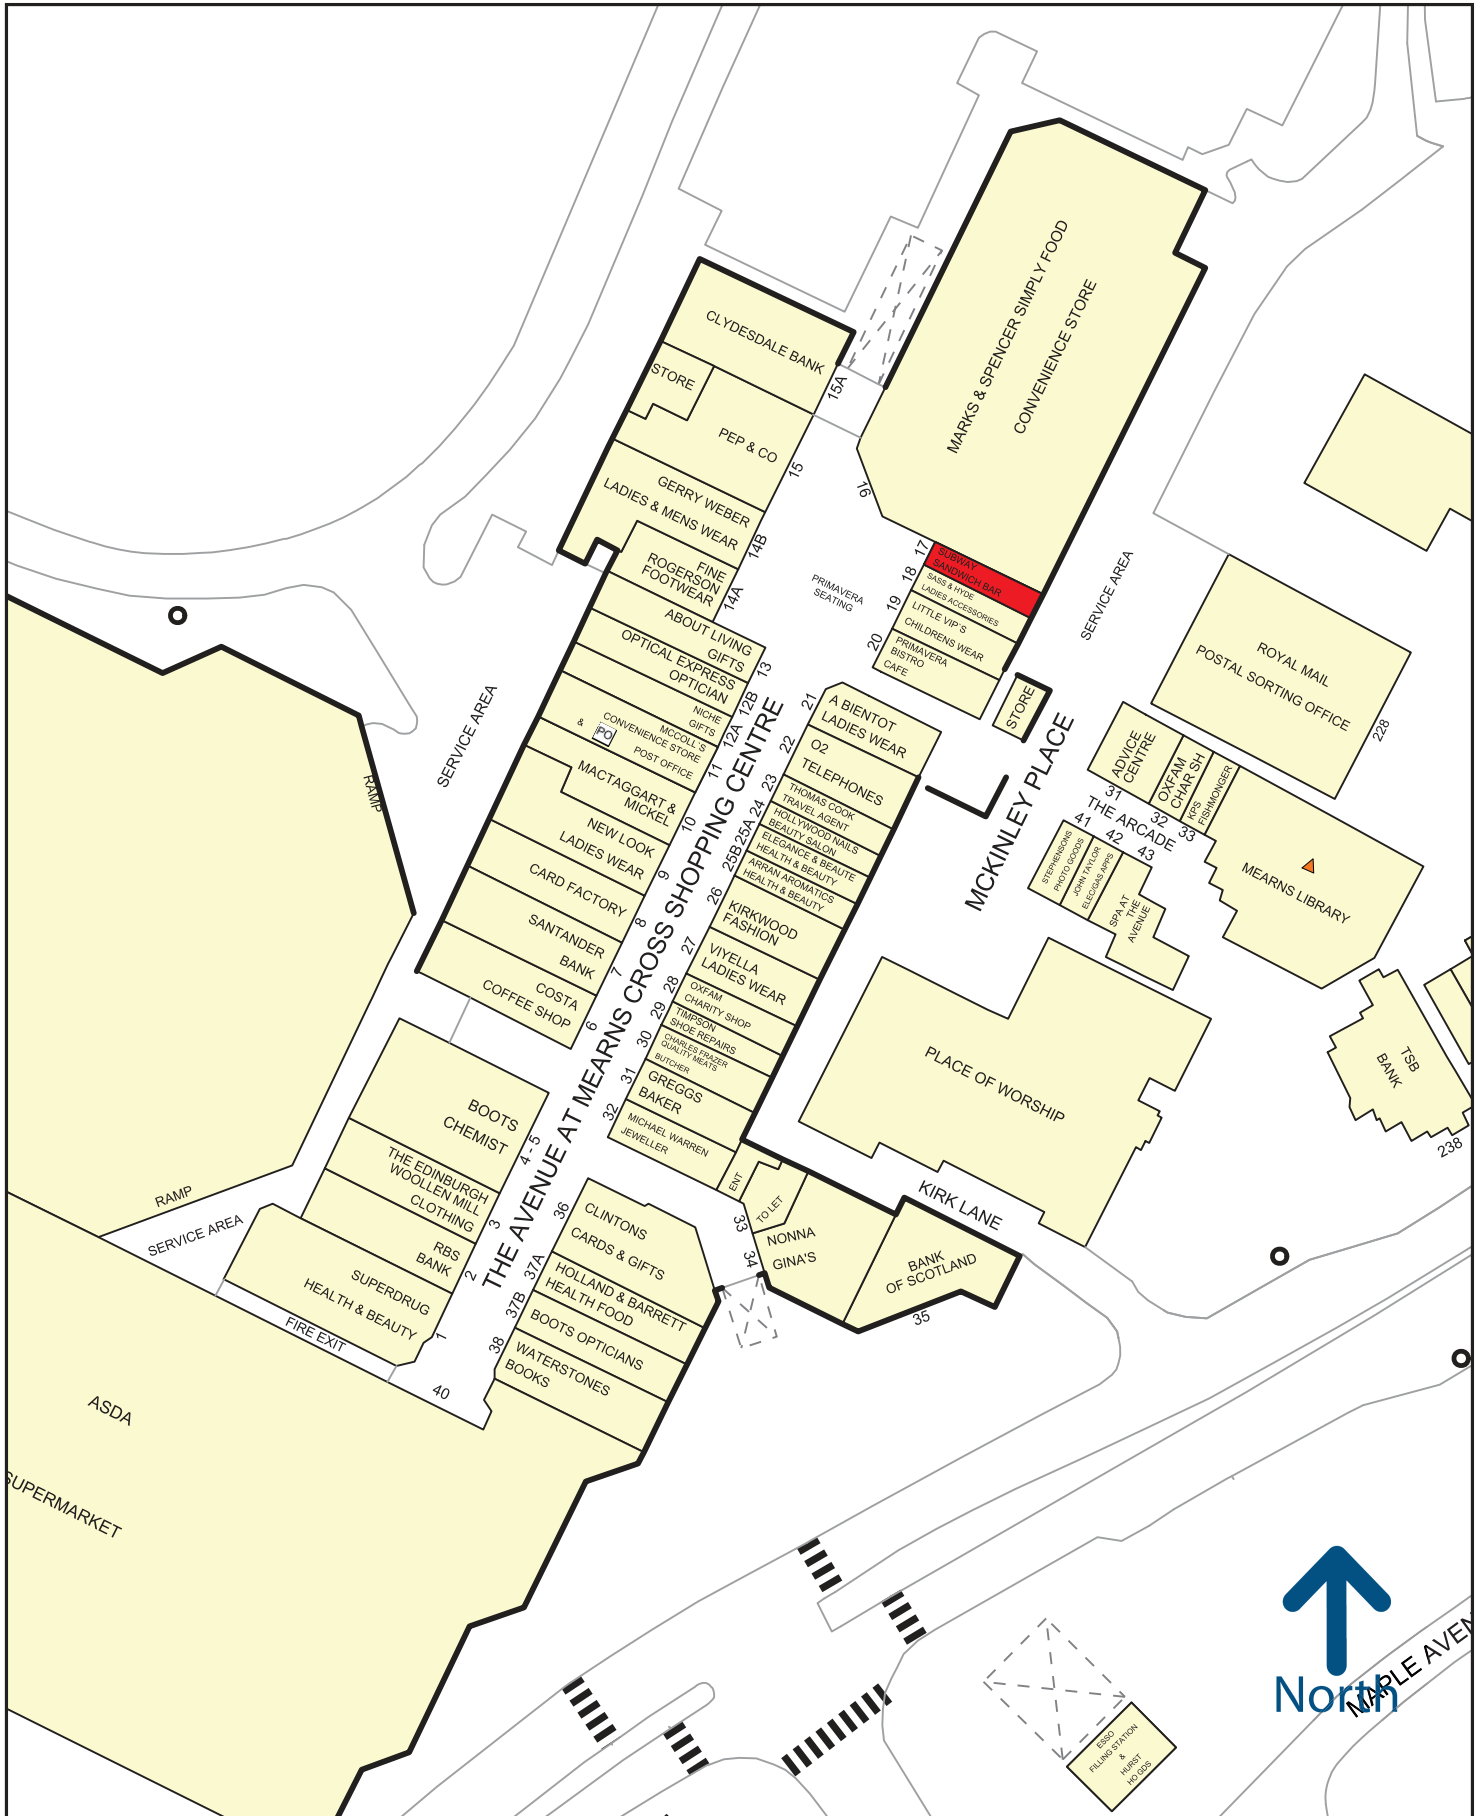 MARKS & SPENCER SIMPLY FOOD
CONVENIENCE STORE
CLYDESDALE BANK
15A
STORE
PEP & CO
15
16
GERRY WEBER
LADIES & MENS WEAR
14B
FINE
ROGERSON
FOOTWEAR
14A
17
SUBWAY
SANDWICH BAR
18
SASS & HYDE
LADIES ACCESSORIES
19
LITTLE VIP'S
CHILDRENS WEAR
20
PRIMAVERA
BISTRO
CAFE
PRIMAVERA
SEATING
SERVICE AREA
STORE
ABOUT LIVING
GIFTS
13
OPTICAL EXPRESS
OPTICIAN
12B
NICHE
GIFTS
12A
MCCOLL'S
CONVENIENCE STORE
&
PO
POST OFFICE
11
MACTAGGART &
MICKEL
10
NEW LOOK
LADIES WEAR
9
CARD FACTORY
8
SANTANDER
BANK
7
COSTA
COFFEE SHOP
6
SERVICE AREA
RAMP
THE AVENUE AT MEARNS CROSS SHOPPING CENTRE
21
A BIENTOT
LADIES WEAR
22
O2
TELEPHONES
23
THOMAS COOK
TRAVEL AGENT
24
HOLLYWOOD NAILS
BEAUTY SALON
25A
ELEGANCE & BEAUTE
HEALTH & BEAUTY
25B
ARRAN AROMATICS
HEALTH & BEAUTY
26
KIRKWOOD
FASHION
27
VIYELLA
LADIES WEAR
28
OXFAM
CHARITY SHOP
29
TIMPSON
SHOE REPAIRS
30
CHARLES FRAZER
QUALITY MEATS
BUTCHER
31
GREGGS
BAKER
32
MICHAEL WARREN
JEWELLER
MCKINLEY PLACE
ROYAL MAIL
POSTAL SORTING OFFICE
228
ADVICE
CENTRE
31
OXFAM
CHAR SH
32
KPS
FISHMONGER
33
THE ARCADE
41
42
43
STEPHENSONS
PHOTO GOODS
JOHN TAYLOR
ELEC/GAS APPS
SPA AT
THE
AVENUE
MEARNS LIBRARY
PLACE OF WORSHIP
TSB
BANK
238
KIRK LANE
BOOTS
CHEMIST
4 - 5
THE EDINBURGH
WOOLLEN MILL
CLOTHING
3
RBS
BANK
2
SUPERDRUG
HEALTH & BEAUTY
1
RAMP
SERVICE AREA
FIRE EXIT
40
ENT
TO LET
33
34
NONNA
GINA'S
BANK
OF SCOTLAND
35
36
CLINTONS
CARDS & GIFTS
37A
HOLLAND & BARRETT
HEALTH FOOD
37B
BOOTS OPTICIANS
38
WATERSTONES
BOOKS
ASDA
SUPERMARKET
North
MAPLE AVEN
ESSO
FILLING STATION
&
HURST
HO GDS